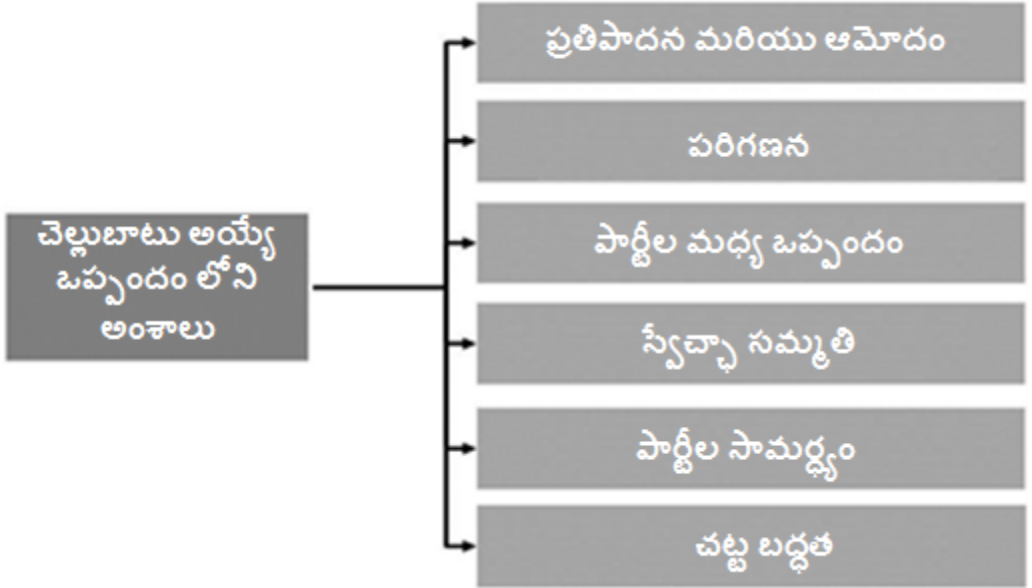 చెల్లుబాటు అయ్యే
ఒప్పందం లోని
అంశాలు
ప్రతిపాదన మరియు ఆమోదం
పరిగణన
పార్టీల మధ్య ఒప్పందం
స్వేచ్ఛా సమ్మతి
పార్టీల సామర్థ్యం
చట్ట బద్ధత